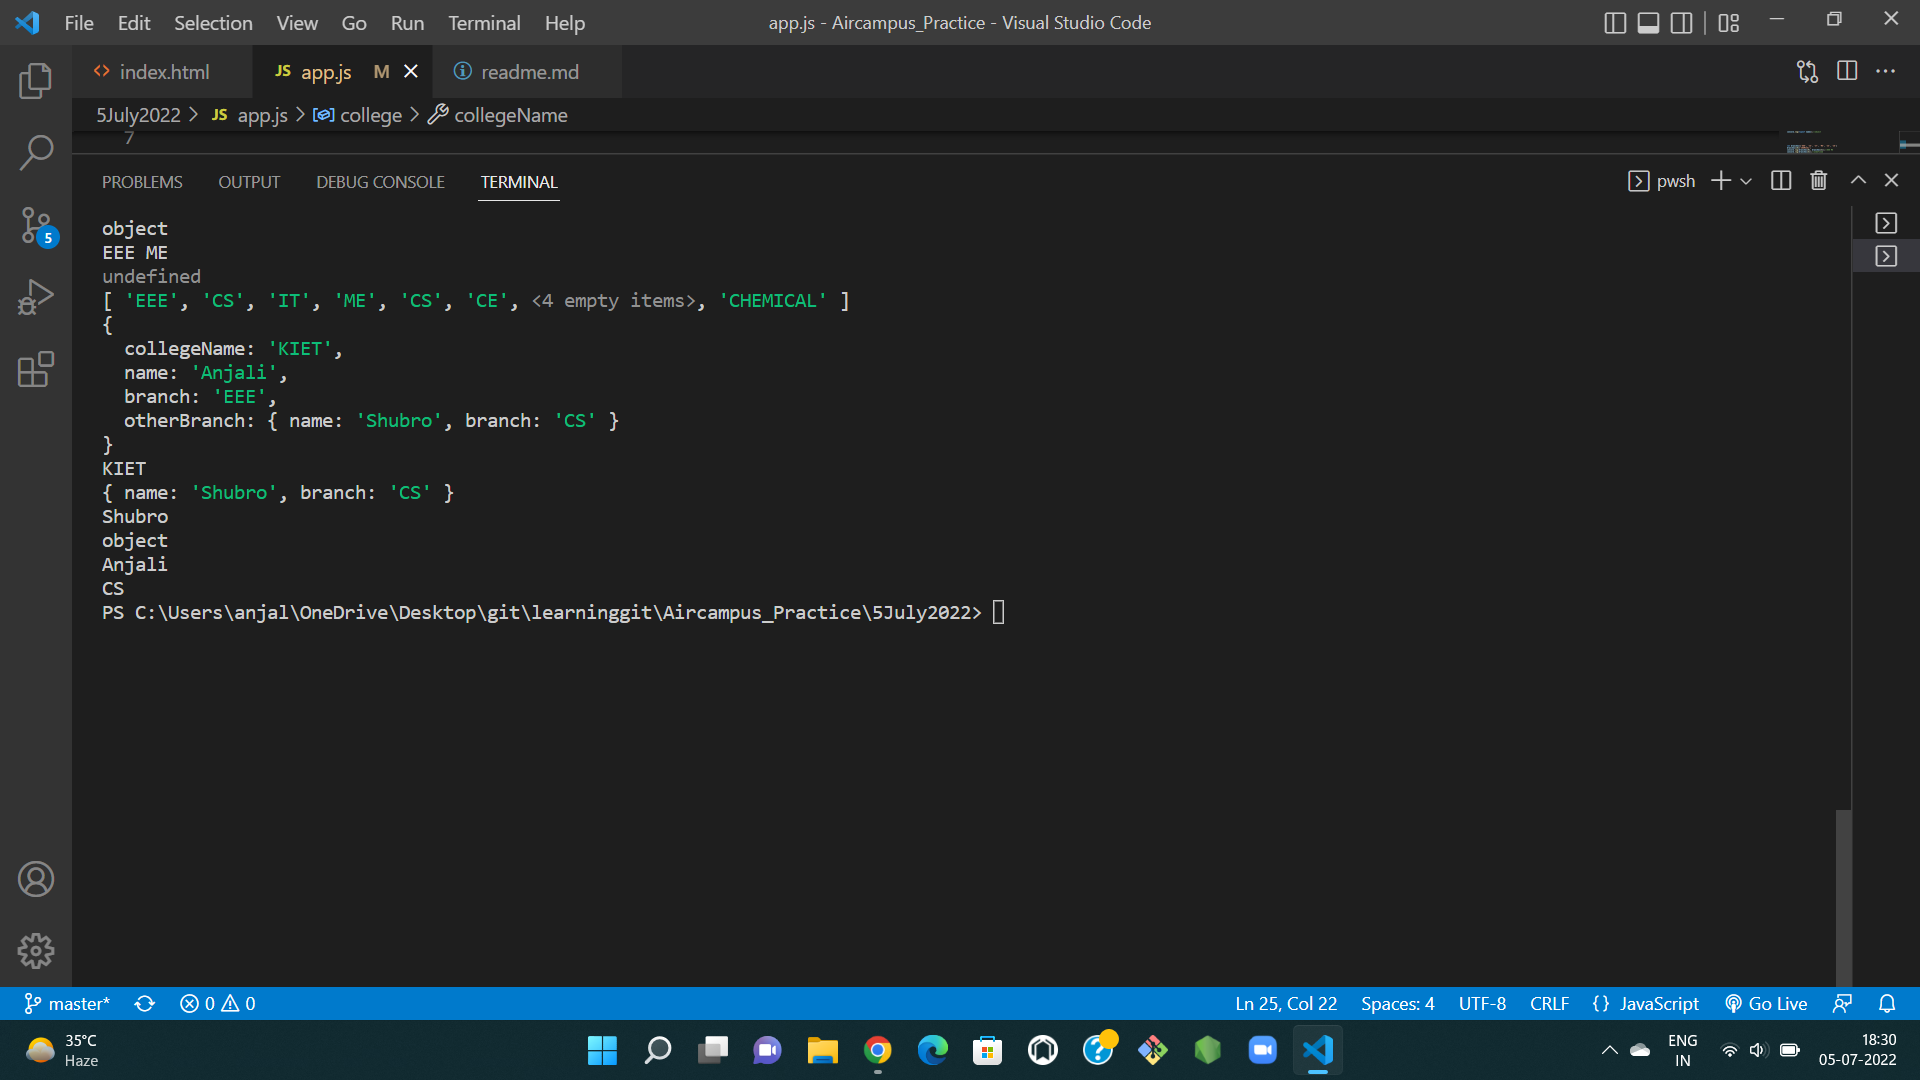 File Edit Selection View Go Run Terminal Help app.js - Aircampus_Practice - Visual Studio Code
index.html JS app.js M readme.md
5July2022 > JS app.js > college > collegeName
7
PROBLEMS OUTPUT DEBUG CONSOLE TERMINAL pwsh
object
EEE ME
undefined
[ 'EEE', 'CS', 'IT', 'ME', 'CS', 'CE', <4 empty items>, 'CHEMICAL' ]
{
  collegeName: 'KIET',
  name: 'Anjali',
  branch: 'EEE',
  otherBranch: { name: 'Shubro', branch: 'CS' }
}
KIET
{ name: 'Shubro', branch: 'CS' }
Shubro
object
Anjali
CS
PS C:\Users\anjal\OneDrive\Desktop\git\learninggit\Aircampus_Practice\5July2022>
5
master* 0 0 Ln 25, Col 22 Spaces: 4 UTF-8 CRLF {} JavaScript Go Live
35°C
Haze
ENG
IN
18:30
05-07-2022